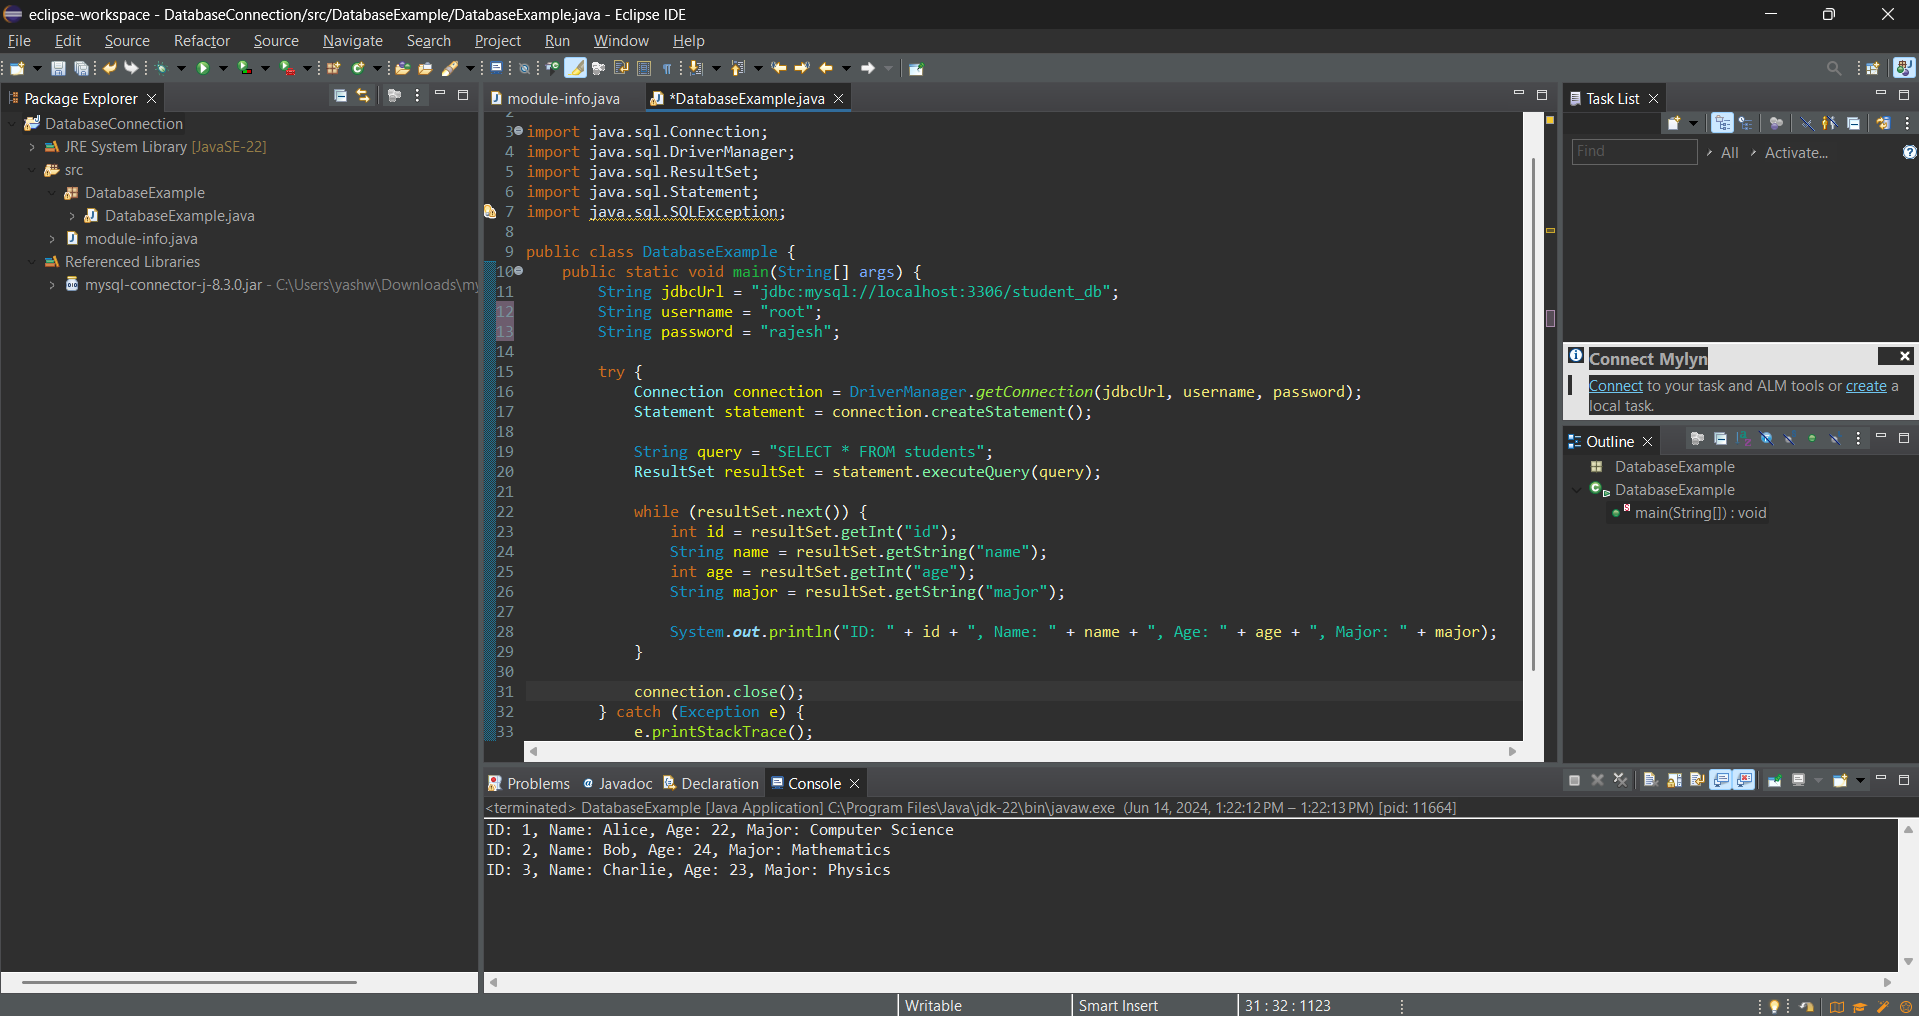 eclipse-workspace - DatabaseConnection/src/DatabaseExample/DatabaseExample.java - Eclipse IDE
File Edit Source Refactor Source Navigate Search Project Run Window Help
Package Explorer
DatabaseConnection
JRE System Library [JavaSE-22]
src
DatabaseExample
DatabaseExample.java
module-info.java
Referenced Libraries
mysql-connector-j-8.3.0.jar - C:\Users\yashw\Downloads\my
module-info.java *DatabaseExample.java
2
3 import java.sql.Connection;
4 import java.sql.DriverManager;
5 import java.sql.ResultSet;
6 import java.sql.Statement;
7 import java.sql.SQLException;
8
9 public class DatabaseExample {
10 public static void main(String[] args) {
11 String jdbcUrl = "jdbc:mysql://localhost:3306/student_db";
12 String username = "root";
13 String password = "rajesh";
14
15 try {
16 Connection connection = DriverManager.getConnection(jdbcUrl, username, password);
17 Statement statement = connection.createStatement();
18
19 String query = "SELECT * FROM students";
20 ResultSet resultSet = statement.executeQuery(query);
21
22 while (resultSet.next()) {
23 int id = resultSet.getInt("id");
24 String name = resultSet.getString("name");
25 int age = resultSet.getInt("age");
26 String major = resultSet.getString("major");
27
28 System.out.println("ID: " + id + ", Name: " + name + ", Age: " + age + ", Major: " + major);
29 }
30
31 connection.close();
32 } catch (Exception e) {
33 e.printStackTrace();
Task List
Find All Activate...
Connect Mylyn
Connect to your task and ALM tools or create a
local task.
Outline
DatabaseExample
DatabaseExample
main(String[]) : void
Problems Javadoc Declaration Console
<terminated> DatabaseExample [Java Application] C:\Program Files\Java\jdk-22\bin\javaw.exe (Jun 14, 2024, 1:22:12 PM – 1:22:13 PM) [pid: 11664]
ID: 1, Name: Alice, Age: 22, Major: Computer Science
ID: 2, Name: Bob, Age: 24, Major: Mathematics
ID: 3, Name: Charlie, Age: 23, Major: Physics
Writable Smart Insert 31 : 32 : 1123